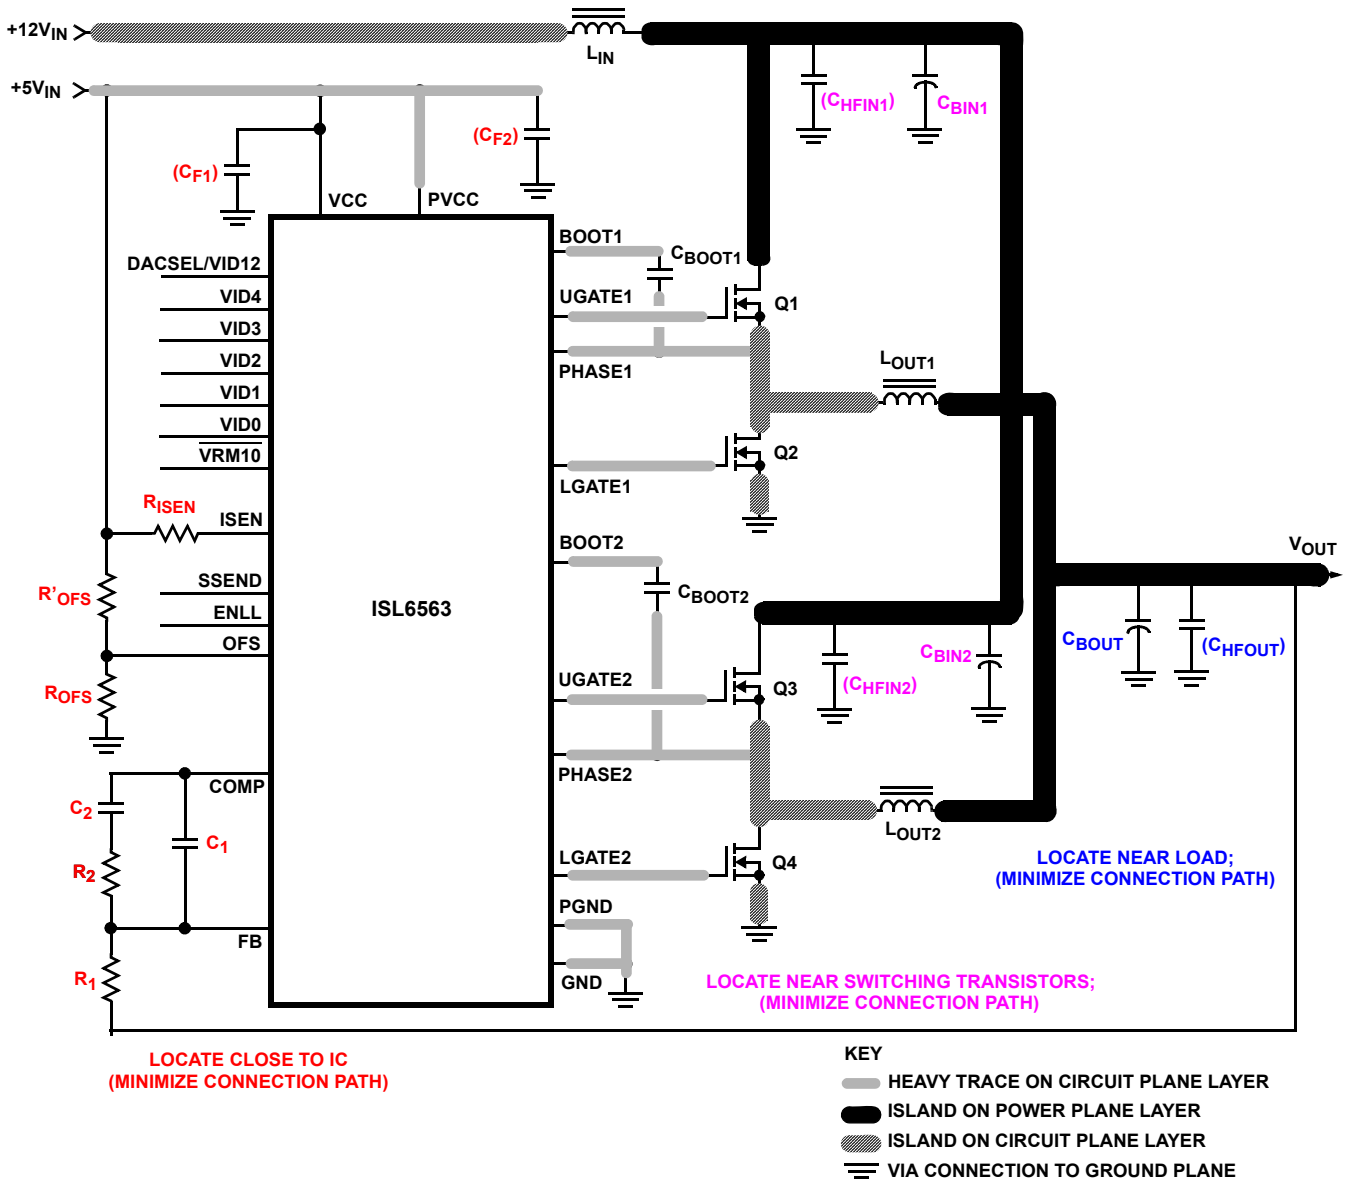 +12VIN
LIN
+5VIN
(CHFIN1)
CBIN1
(CF2)
(CF1)
VCC
PVCC
BOOT1
CBOOT1
DACSEL/VID12
UGATE1
Q1
VID4
VID3
PHASE1
LOUT1
VID2
VID1
VID0
VRM10
Q2
LGATE1
RISEN
ISEN
BOOT2
VOUT
R'OFS
SSEND
CBOOT2
ISL6563
ENLL
OFS
CBOUT
(CHFOUT)
CBIN2
ROFS
UGATE2
Q3
(CHFIN2)
COMP
PHASE2
C2
C1
LOUT2
R2
LGATE2
Q4
LOCATE NEAR LOAD;
(MINIMIZE CONNECTION PATH)
PGND
FB
R1
GND
LOCATE NEAR SWITCHING TRANSISTORS;
(MINIMIZE CONNECTION PATH)
LOCATE CLOSE TO IC
(MINIMIZE CONNECTION PATH)
KEY
HEAVY TRACE ON CIRCUIT PLANE LAYER
ISLAND ON POWER PLANE LAYER
ISLAND ON CIRCUIT PLANE LAYER
VIA CONNECTION TO GROUND PLANE